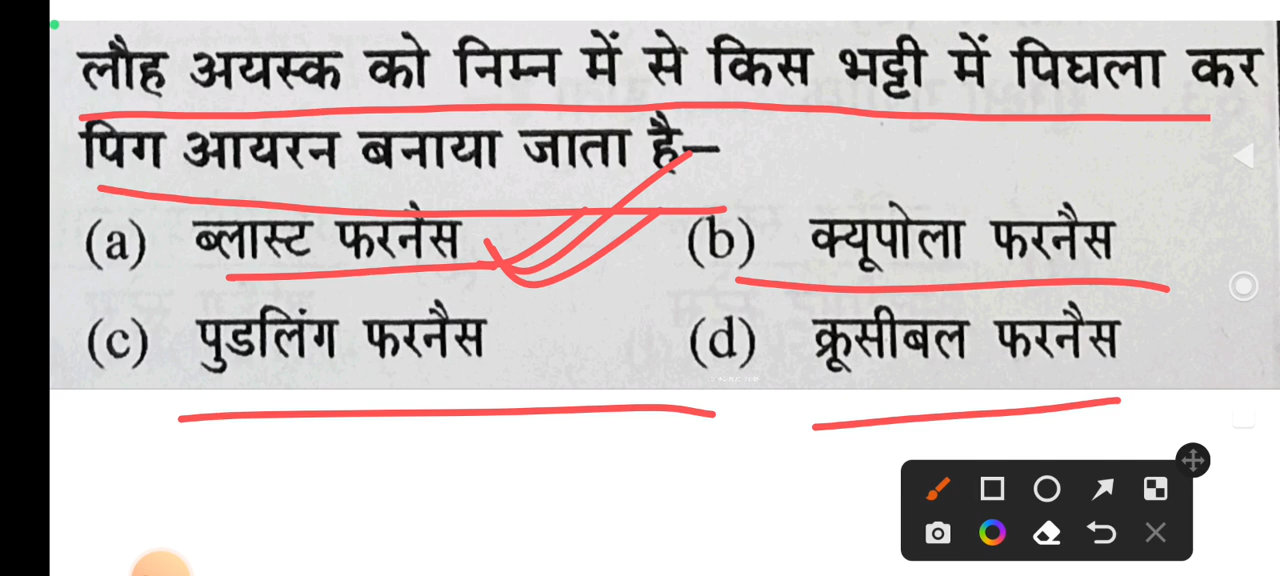 लौह अयस्क को निम्न में से किस भट्टी में पिघला कर
पिग आयरन बनाया जाता है–
(a) ब्लास्ट फरनेस (b) क्यूपोला फरनैस
(c) पुडलिंग फरनैस (d) क्रूसीबल फरनैस